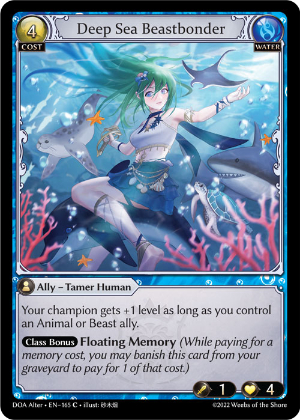 4 Deep Sea Beastbonder
COST WATER
Ally – Tamer Human
Your champion gets +1 level as long as you control
an Animal or Beast ally.
Class Bonus Floating Memory (While paying for
a memory cost, you may banish this card from
your graveyard to pay for 1 of that cost.)
1 4
DOA Alter • EN-165 C • illust: 砂木楓 ©2022 Weebs of the Shore